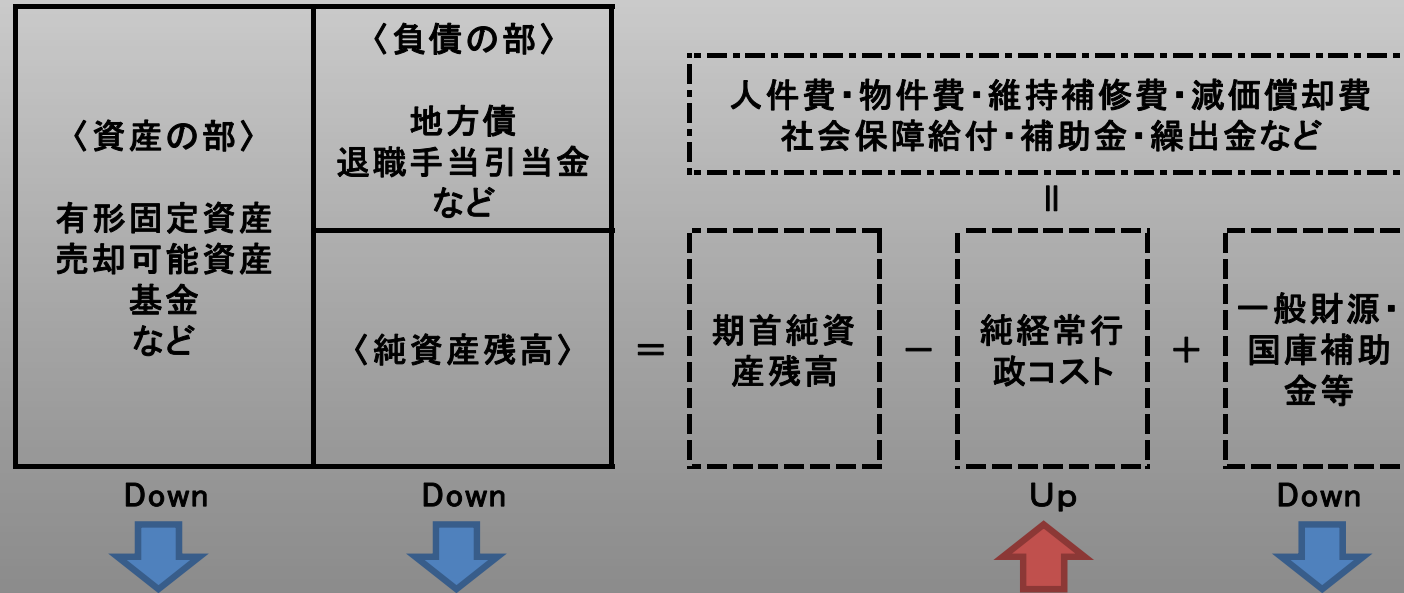 〈資産の部〉
有形固定資産
売却可能資産
基金
など
〈負債の部〉
地方債
退職手当引当金
など
〈純資産残高〉
人件費・物件費・維持補修費・減価償却費
社会保障給付・補助金・繰出金など
＝
＝
期首純資
産残高
－
純経常行
政コスト
＋
一般財源・
国庫補助
金等
Down
Down
Up
Down